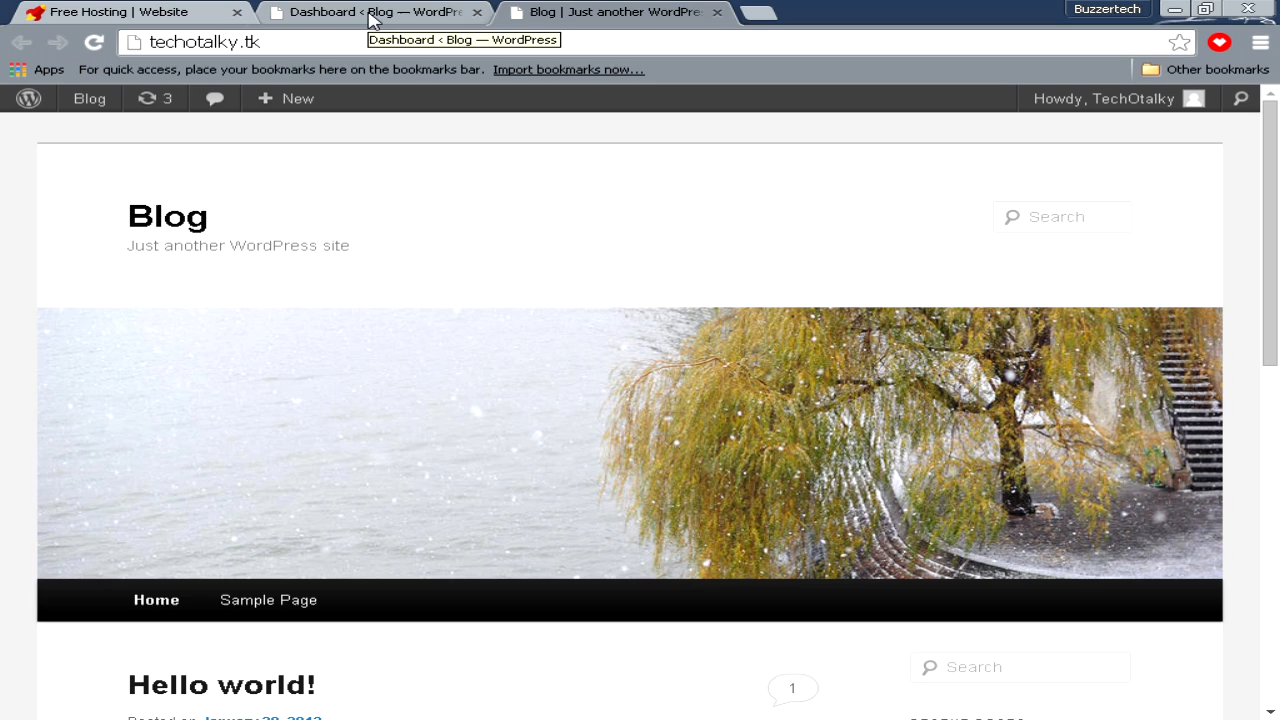 Free Hosting | Website
Dashboard ‹ Blog — WordPre
Blog | Just another WordPre
Buzzertech
techotalky.tk
Dashboard ‹ Blog — WordPress
Apps
For quick access, place your bookmarks here on the bookmarks bar. Import bookmarks now...
Other bookmarks
Blog
3
New
Howdy, TechOtalky
Blog
Search
Just another WordPress site
Home
Sample Page
Search
Hello world!
1